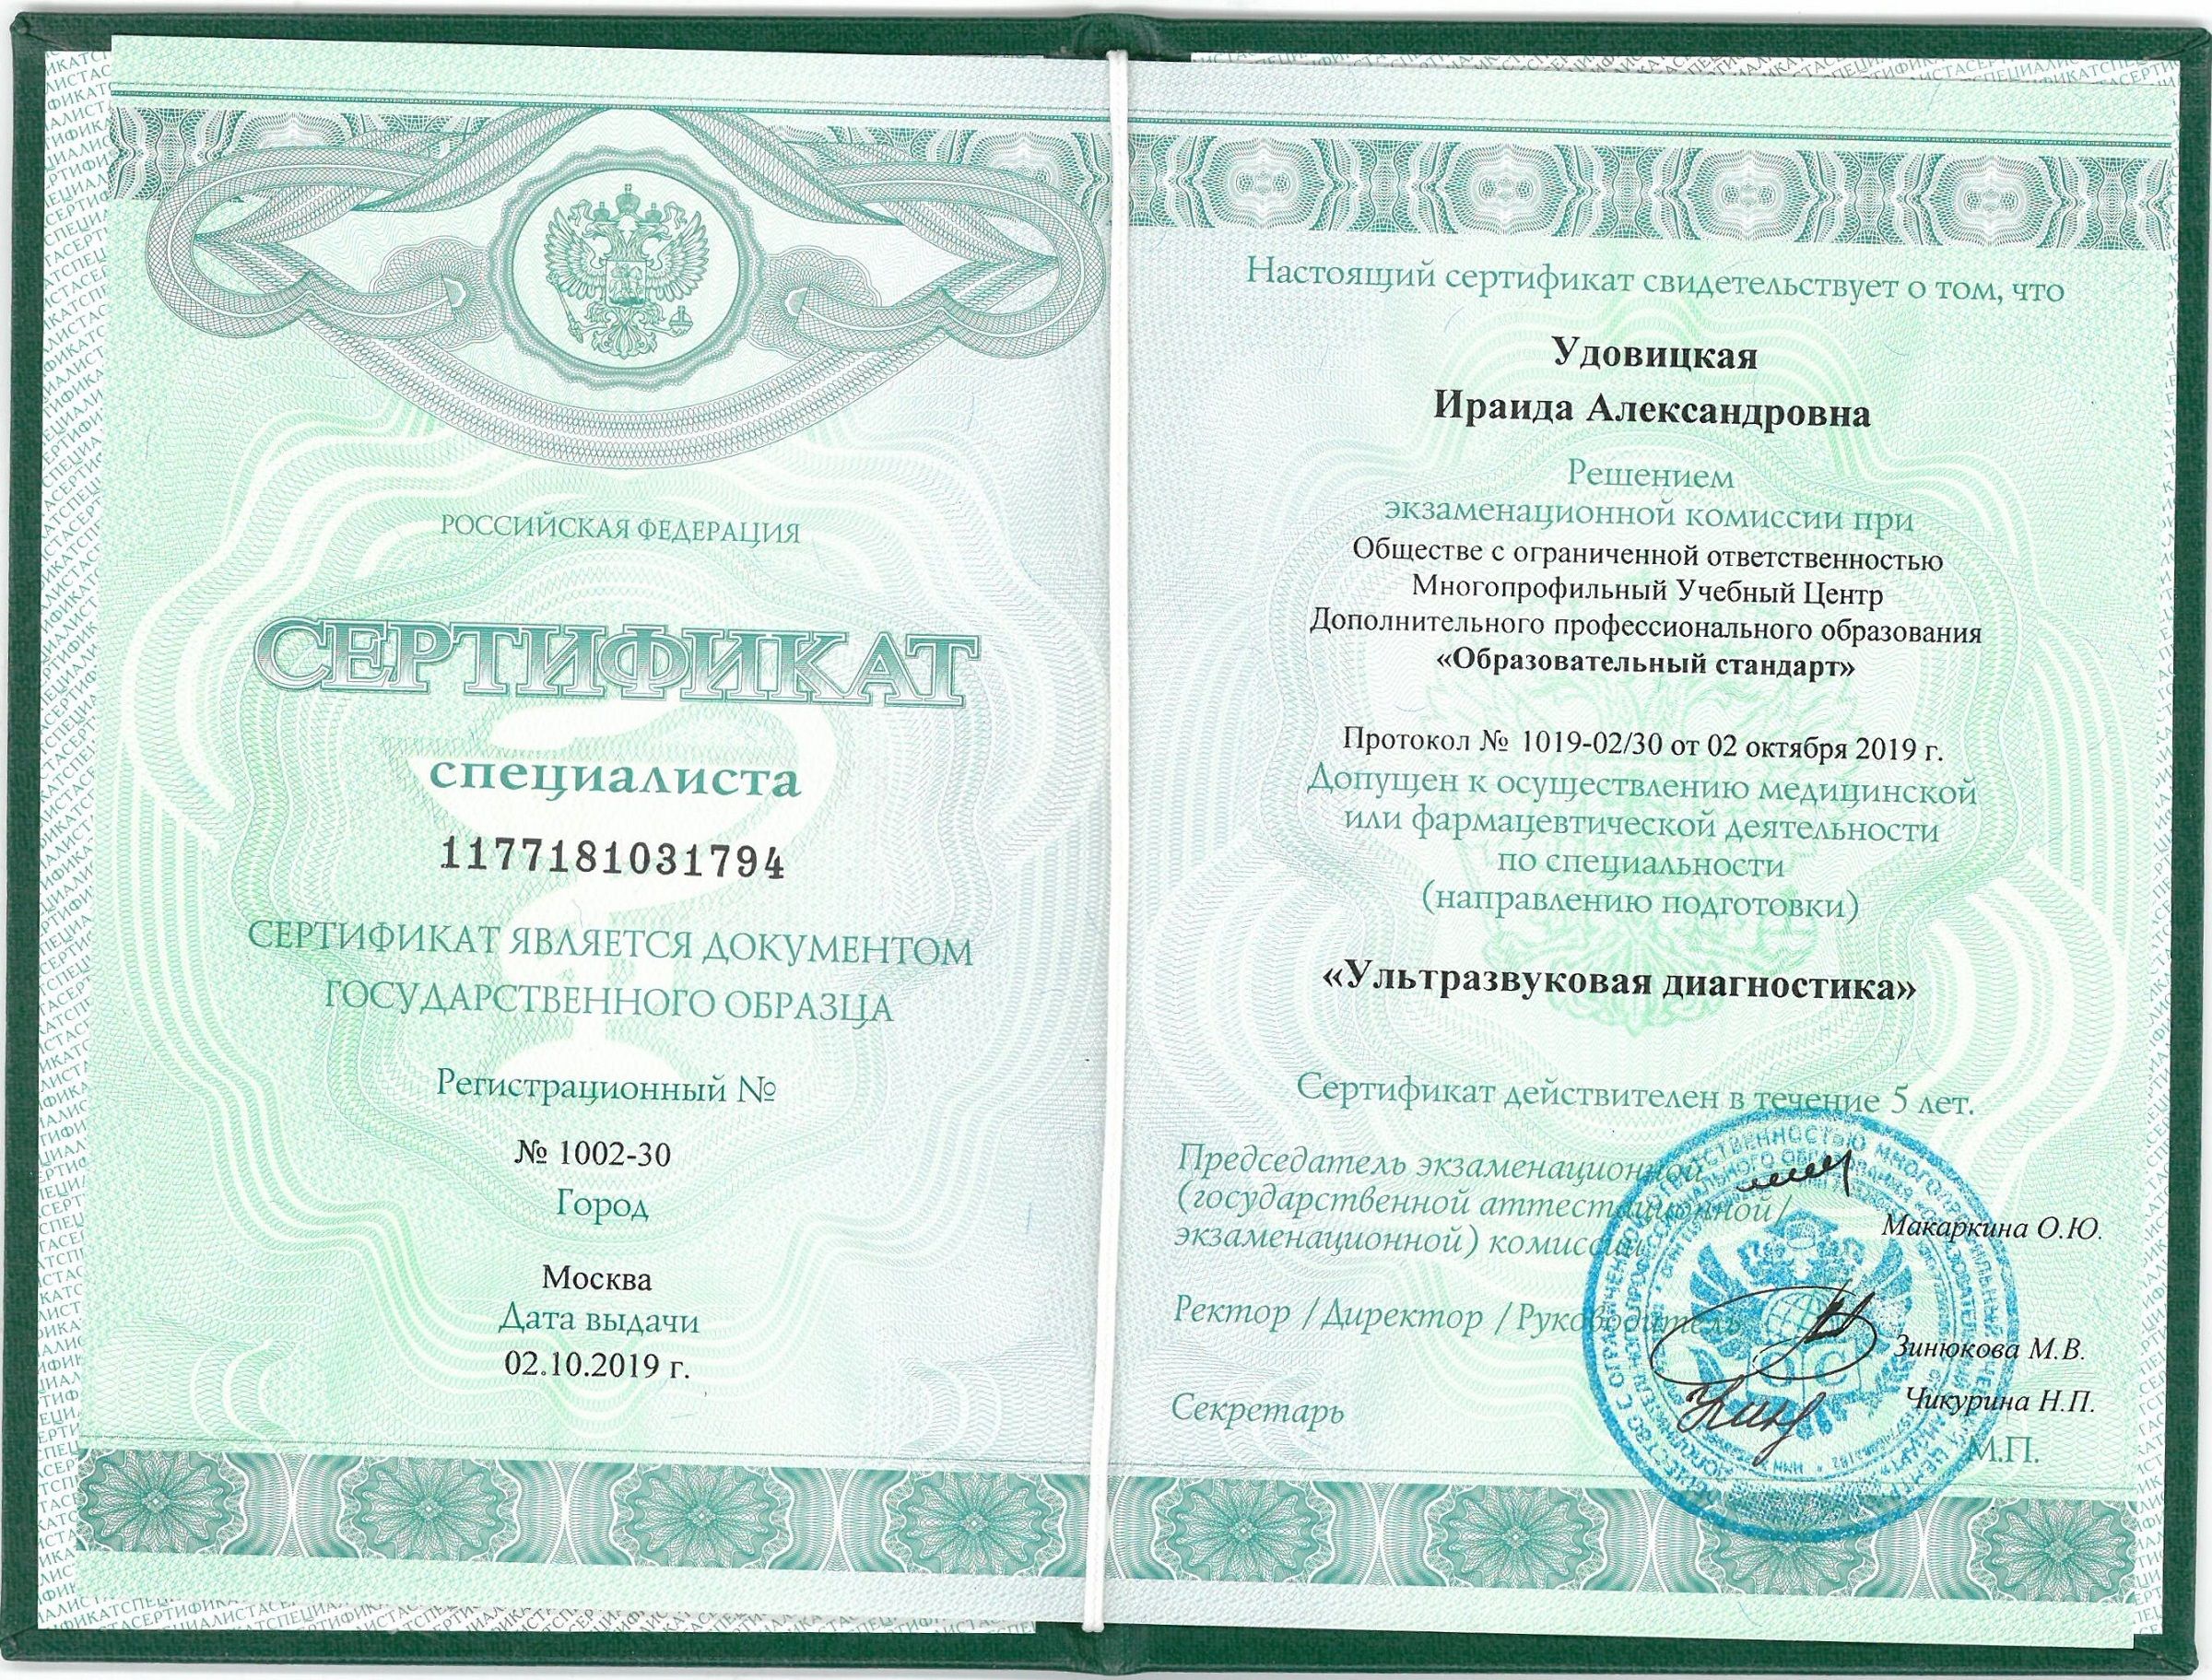 РОССИЙСКАЯ ФЕДЕРАЦИЯ
СЕРТИФИКАТ
специалиста
1177181031794
СЕРТИФИКАТ ЯВЛЯЕТСЯ ДОКУМЕНТОМ
ГОСУДАРСТВЕННОГО ОБРАЗЦА
Регистрационный №
№ 1002-30
Город
Москва
Дата выдачи
02.10.2019 г.
Настоящий сертификат свидетельствует о том, что
Удовицкая
Ираида Александровна
Решением
экзаменационной комиссии при
Обществе с ограниченной ответственностью
Многопрофильный Учебный Центр
Дополнительного профессионального образования
«Образовательный стандарт»
Протокол № 1019-02/30 от 02 октября 2019 г.
Допущен к осуществлению медицинской
или фармацевтической деятельности
по специальности
(направлению подготовки)
«Ультразвуковая диагностика»
Сертификат действителен в течение 5 лет.
Председатель экзаменационной
(государственной аттестационной/
экзаменационной) комиссии
Макаркина О.Ю.
Ректор /Директор /Руководитель
Зинюкова М.В.
Секретарь
Чикурина Н.П.
М.П.